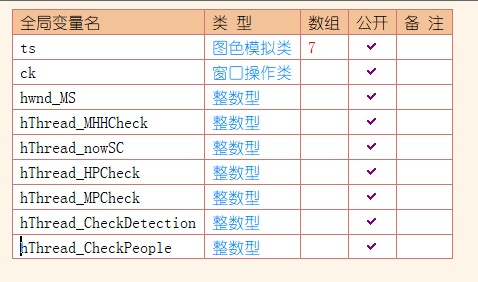 全局变量名 类 型 数组 公开 备 注
ts 图色模拟类 7 ✓
ck 窗口操作类 ✓
hwnd_MS 整数型 ✓
hThread_MHHCheck 整数型 ✓
hThread_nowSC 整数型 ✓
hThread_HPCheck 整数型 ✓
hThread_MPCheck 整数型 ✓
hThread_CheckDetection 整数型 ✓
hThread_CheckPeople 整数型 ✓